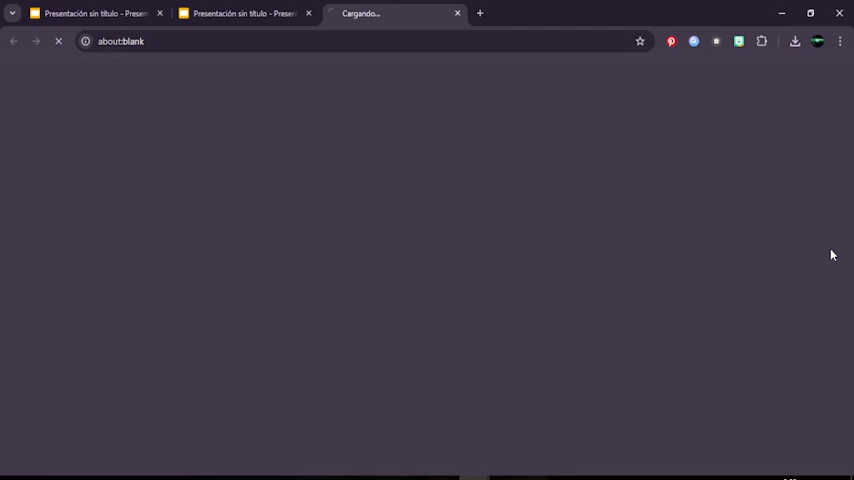 Presentación sin título - Presen
Presentación sin título - Presen
Cargando...
about:blank